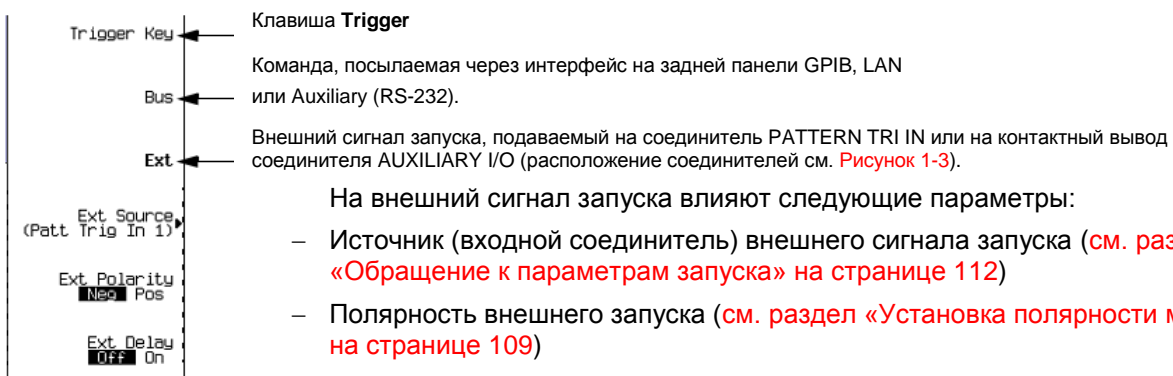 Trigger Key
Клавиша Trigger
Команда, посылаемая через интерфейс на задней панели GPIB, LAN
Bus
или Auxiliary (RS-232).
Внешний сигнал запуска, подаваемый на соединитель PATTERN TRI IN или на контактный вывод
Ext
соединителя AUXILIARY I/O (расположение соединителей см. Рисунок 1-3).
На внешний сигнал запуска влияют следующие параметры:
Ext Source
(Patt Trig In 1)
– Источник (входной соединитель) внешнего сигнала запуска (см.
«Обращение к параметрам запуска» на странице 112)
Ext Polarity
Neg Pos
– Полярность внешнего запуска (см. раздел «Установка полярности
на странице 109)
Ext Delay
Off On